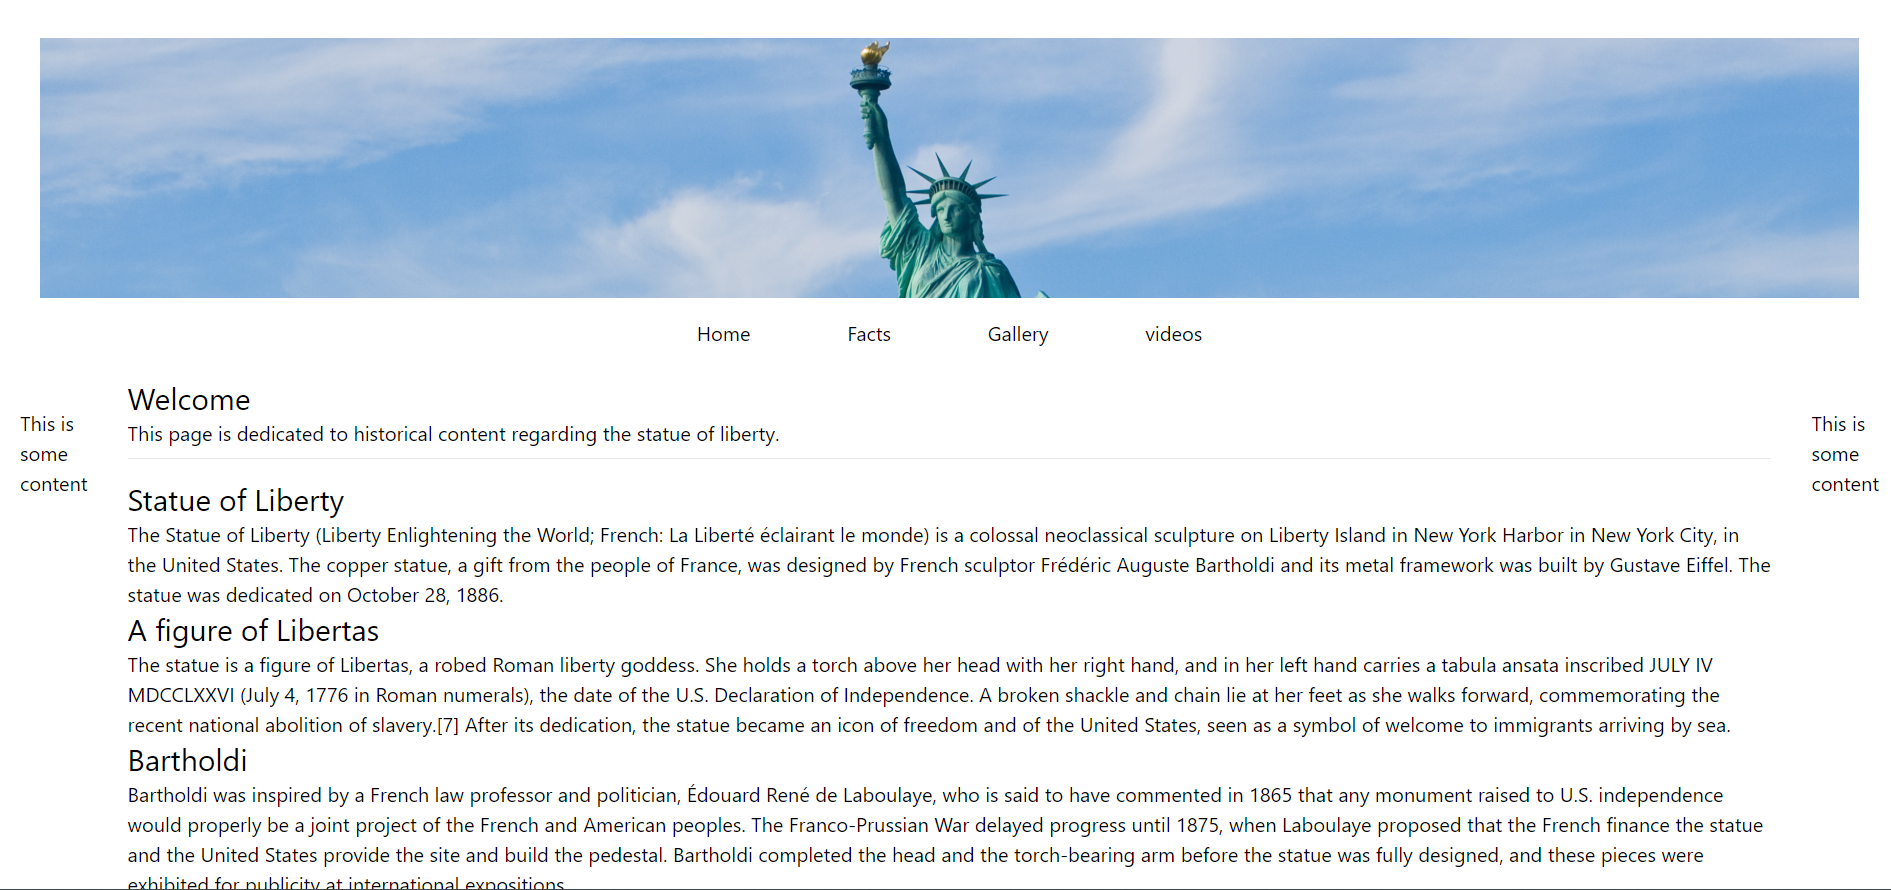 Home Facts Gallery videos
This is
some
content
Welcome
This page is dedicated to historical content regarding the statue of liberty.
Statue of Liberty
The Statue of Liberty (Liberty Enlightening the World; French: La Liberté éclairant le monde) is a colossal neoclassical sculpture on Liberty Island in New York Harbor in New York City, in
the United States. The copper statue, a gift from the people of France, was designed by French sculptor Frédéric Auguste Bartholdi and its metal framework was built by Gustave Eiffel. The
statue was dedicated on October 28, 1886.
A figure of Libertas
The statue is a figure of Libertas, a robed Roman liberty goddess. She holds a torch above her head with her right hand, and in her left hand carries a tabula ansata inscribed JULY IV
MDCCLXXVI (July 4, 1776 in Roman numerals), the date of the U.S. Declaration of Independence. A broken shackle and chain lie at her feet as she walks forward, commemorating the
recent national abolition of slavery.[7] After its dedication, the statue became an icon of freedom and of the United States, seen as a symbol of welcome to immigrants arriving by sea.
Bartholdi
Bartholdi was inspired by a French law professor and politician, Édouard René de Laboulaye, who is said to have commented in 1865 that any monument raised to U.S. independence
would properly be a joint project of the French and American peoples. The Franco-Prussian War delayed progress until 1875, when Laboulaye proposed that the French finance the statue
and the United States provide the site and build the pedestal. Bartholdi completed the head and the torch-bearing arm before the statue was fully designed, and these pieces were
exhibited for publicity at international expositions.
This is
some
content